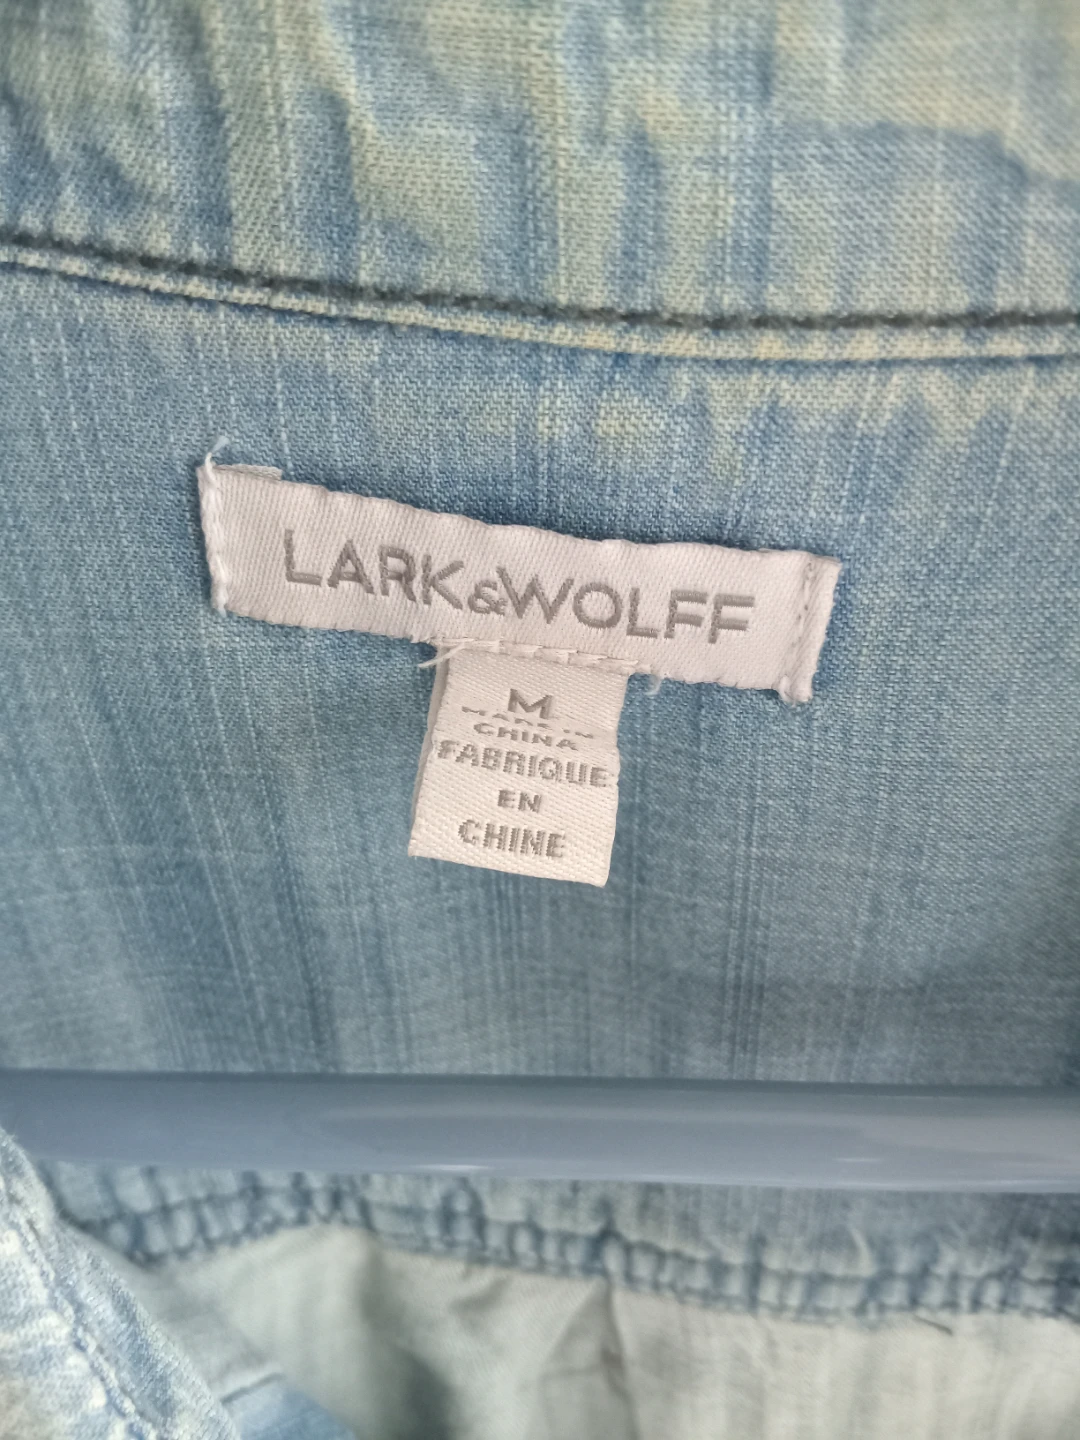 LARK&WOLFF
M
MADE IN
CHINA
FABRIQUE
EN
CHINE